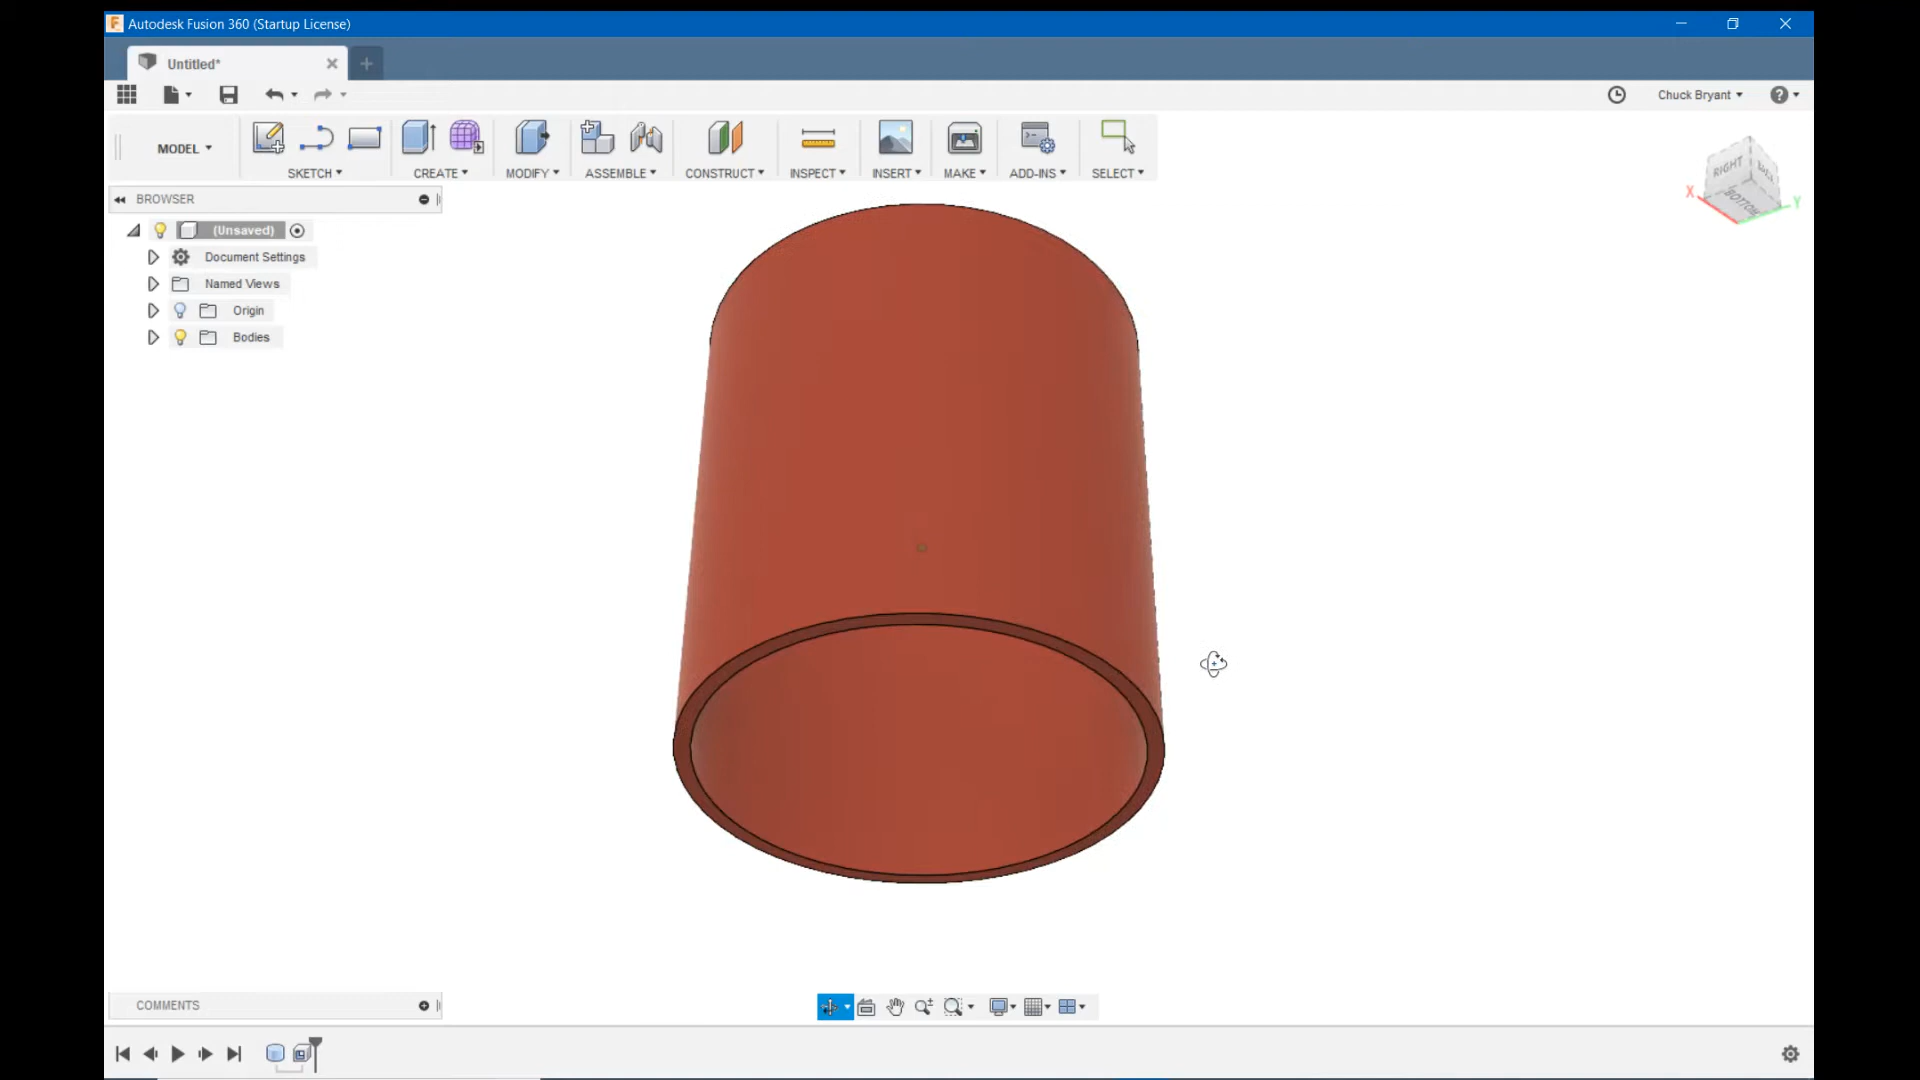 Autodesk Fusion 360 (Startup License)
Untitled*
Chuck Bryant
MODEL
SKETCH
CREATE
MODIFY
ASSEMBLE
CONSTRUCT
INSPECT
INSERT
MAKE
ADD-INS
SELECT
BROWSER
(Unsaved)
Document Settings
Named Views
Origin
Bodies
RIGHT
BOTTOM
X
Y
COMMENTS